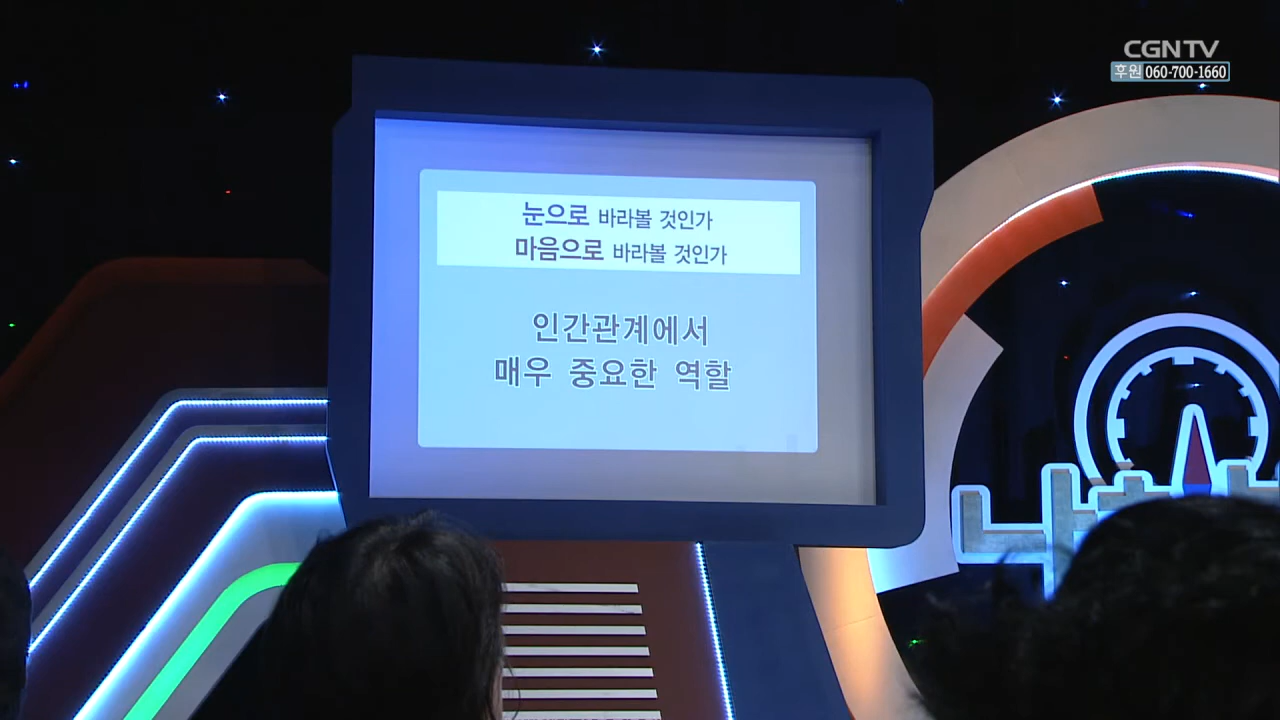 CGNTV
후원 060-700-1660
눈으로 바라볼 것인가
마음으로 바라볼 것인가
인간관계에서
매우 중요한 역할